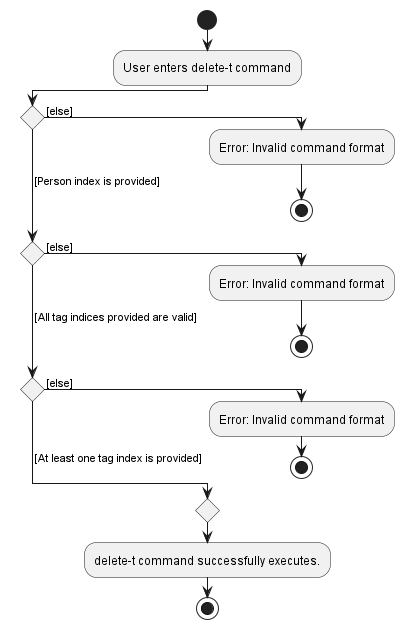 User enters delete-t command
[else]
Error: Invalid command format
[Person index is provided]
[else]
Error: Invalid command format
[All tag indices provided are valid]
[else]
Error: Invalid command format
[At least one tag index is provided]
delete-t command successfully executes.